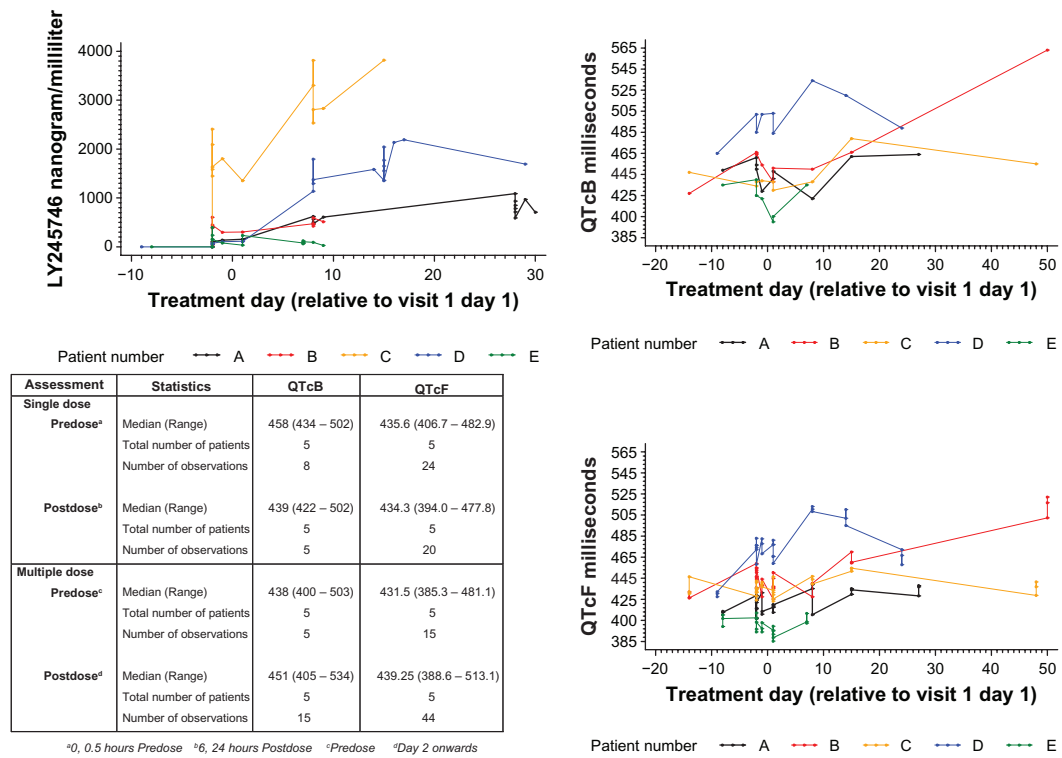 LY245746 nanogram/milliliter
4000
3000
2000
1000
0
−10 0 10 20 30
Treatment day (relative to visit 1 day 1)
Patient number A B C D E
QTcB milliseconds
565
545
525
505
485
465
445
425
400
385
−20 −10 0 10 20 30 40 50
Treatment day (relative to visit 1 day 1)
Patient number A B C D E
Assessment Statistics QTcB QTcF
Single dose
Predoseᵃ Median (Range) 458 (434 – 502) 435.6 (406.7 – 482.9)
Total number of patients 5 5
Number of observations 8 24
Postdoseᵇ Median (Range) 439 (422 – 502) 434.3 (394.0 – 477.8)
Total number of patients 5 5
Number of observations 5 20
Multiple dose
Predoseᶜ Median (Range) 438 (400 – 503) 431.5 (385.3 – 481.1)
Total number of patients 5 5
Number of observations 5 15
Postdoseᵈ Median (Range) 451 (405 – 534) 439.25 (388.6 – 513.1)
Total number of patients 5 5
Number of observations 15 44
ᵃ0, 0.5 hours Predose ᵇ6, 24 hours Postdose ᶜPredose ᵈDay 2 onwards
QTcF milliseconds
565
545
525
505
485
465
445
425
400
385
−20 −10 0 10 20 30 40 50
Treatment day (relative to visit 1 day 1)
Patient number A B C D E